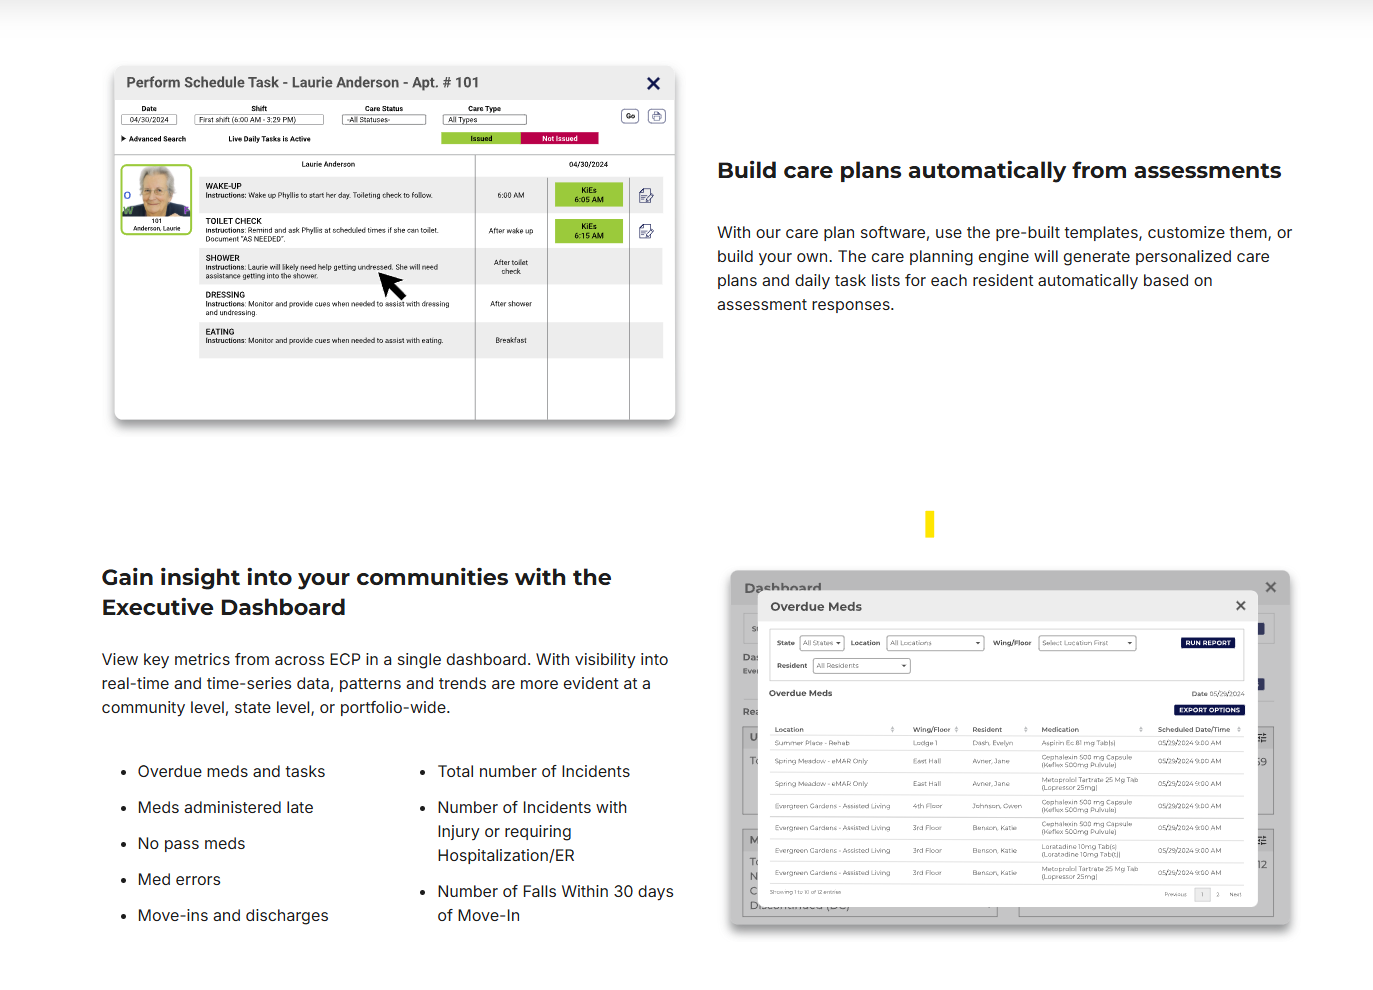 Perform Schedule Task - Laurie Anderson - Apt. # 101
Date
Shift
Care Status
Care Type
04/30/2024
First shift (6:00 AM - 3:29 PM)
-All Statuses-
All Types
Go
Advanced Search
Live Daily Tasks is Active
Issued
Not Issued
Laurie Anderson
04/30/2024
101
Anderson, Laurie
WAKE-UP
Instructions: Wake up Phyllis to start her day. Toileting check to follow.
6:00 AM
KiEs
6:05 AM
TOILET CHECK
Instructions: Remind and ask Phyllis at scheduled times if she can toilet.
Document "AS NEEDED".
After wake up
KiEs
6:15 AM
SHOWER
Instructions: Laurie will likely need help getting undressed. She will need
assistance getting into the shower.
After toilet
check.
DRESSING
Instructions: Monitor and provide cues when needed to assist with dressing
and undressing.
After shower
EATING
Instructions: Monitor and provide cues when needed to assist with eating.
Breakfast
Build care plans automatically from assessments
With our care plan software, use the pre-built templates, customize them, or
build your own. The care planning engine will generate personalized care
plans and daily task lists for each resident automatically based on
assessment responses.
Gain insight into your communities with the
Executive Dashboard
View key metrics from across ECP in a single dashboard. With visibility into
real-time and time-series data, patterns and trends are more evident at a
community level, state level, or portfolio-wide.
Overdue meds and tasks
Meds administered late
No pass meds
Med errors
Move-ins and discharges
Total number of Incidents
Number of Incidents with
Injury or requiring
Hospitalization/ER
Number of Falls Within 30 days
of Move-In
Dashboard
Overdue Meds
State All States Location All Locations Wing/Floor Select Location First RUN REPORT
Resident All Residents
Overdue Meds
Date 05/29/2024
EXPORT OPTIONS
Location Wing/Floor Resident Medication Scheduled Date/Time
Summer Place - Rehab Lodge 1 Dash, Evelyn Aspirin Ec 81 mg Tab(s) 05/29/2024 9:00 AM
Spring Meadow - eMAR Only East Hall Avner, Jane Cephalexin 500 mg Capsule
(Keflex 500mg Pulvule) 05/29/2024 9:00 AM
Spring Meadow - eMAR Only East Hall Avner, Jane Metoprolol Tartrate 25 Mg Tab
(Lopressor 25mg) 05/29/2024 9:00 AM
Evergreen Gardens - Assisted Living 4th Floor Johnson, Owen Cephalexin 500 mg Capsule
(Keflex 500mg Pulvule) 05/29/2024 9:00 AM
Evergreen Gardens - Assisted Living 3rd Floor Benson, Katie Cephalexin 500 mg Capsule
(Keflex 500mg Pulvule) 05/29/2024 9:00 AM
Evergreen Gardens - Assisted Living 3rd Floor Benson, Katie Loratadine 10mg Tab(s)
(Loratadine 10mg Tab(t)) 05/29/2024 9:00 AM
Evergreen Gardens - Assisted Living 3rd Floor Benson, Katie Metoprolol Tartrate 25 Mg Tab
(Lopressor 25mg) 05/29/2024 9:00 AM
Showing 1 to 10 of 12 entries
Previous 1 2 Next